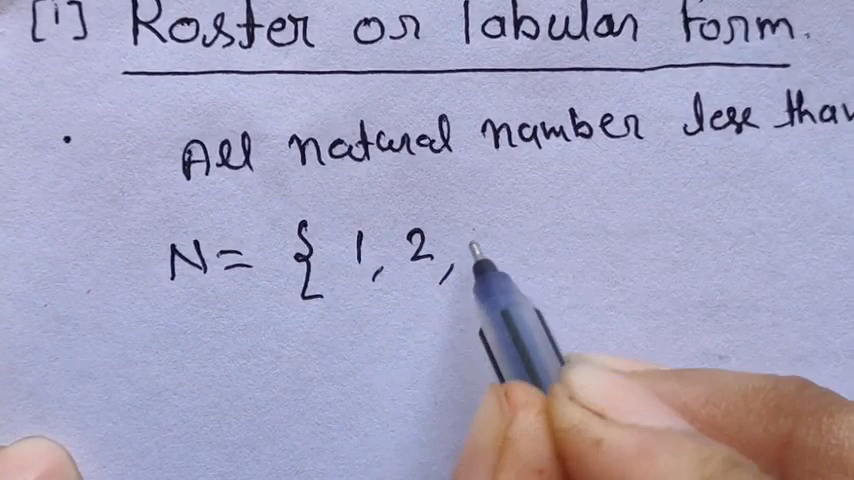 [1] Roster or Tabular form.
• All natural number less than
N = { 1, 2,